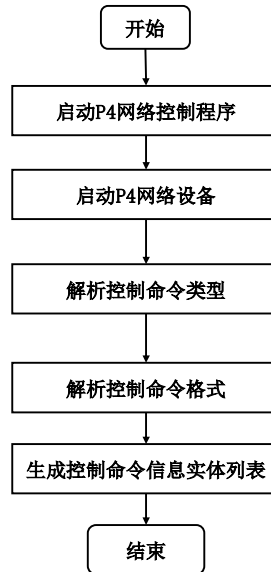 开始
启动P4网络控制程序
启动P4网络设备
解析控制命令类型
解析控制命令格式
生成控制命令信息实体列表
结束